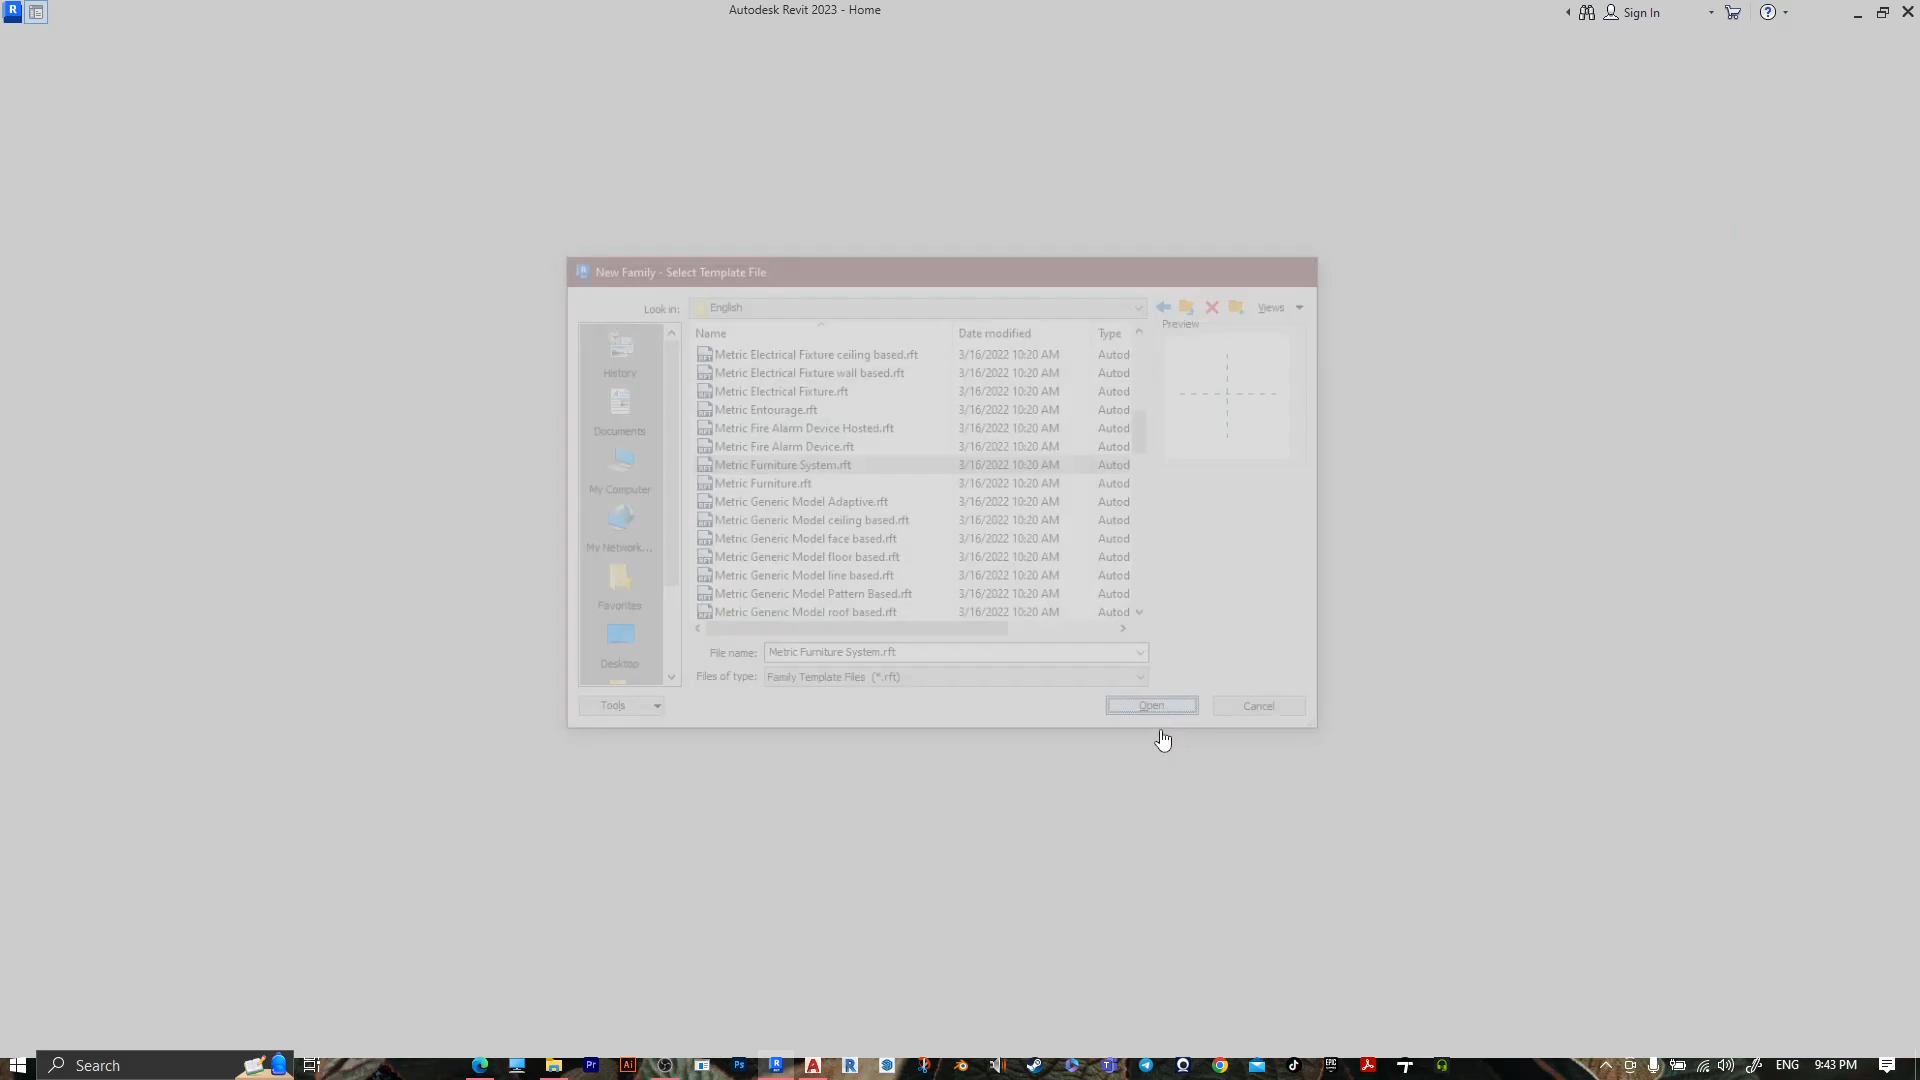 Autodesk Revit 2023 - Home
Sign In
New Family - Select Template File
Look in:
English
Views
Preview
Name
Date modified
Type
Metric Electrical Fixture ceiling based.rft 3/16/2022 10:20 AM Autod
Metric Electrical Fixture wall based.rft 3/16/2022 10:20 AM Autod
Metric Electrical Fixture.rft 3/16/2022 10:20 AM Autod
Metric Entourage.rft 3/16/2022 10:20 AM Autod
Metric Fire Alarm Device Hosted.rft 3/16/2022 10:20 AM Autod
Metric Fire Alarm Device.rft 3/16/2022 10:20 AM Autod
Metric Furniture System.rft 3/16/2022 10:20 AM Autod
Metric Furniture.rft 3/16/2022 10:20 AM Autod
Metric Generic Model Adaptive.rft 3/16/2022 10:20 AM Autod
Metric Generic Model ceiling based.rft 3/16/2022 10:20 AM Autod
Metric Generic Model face based.rft 3/16/2022 10:20 AM Autod
Metric Generic Model floor based.rft 3/16/2022 10:20 AM Autod
Metric Generic Model line based.rft 3/16/2022 10:20 AM Autod
Metric Generic Model Pattern Based.rft 3/16/2022 10:20 AM Autod
Metric Generic Model roof based.rft 3/16/2022 10:20 AM Autod
History
Documents
My Computer
My Network...
Favorites
Desktop
File name: Metric Furniture System.rft
Files of type: Family Template Files (*.rft)
Tools
Open
Cancel
Search
ENG
9:43 PM